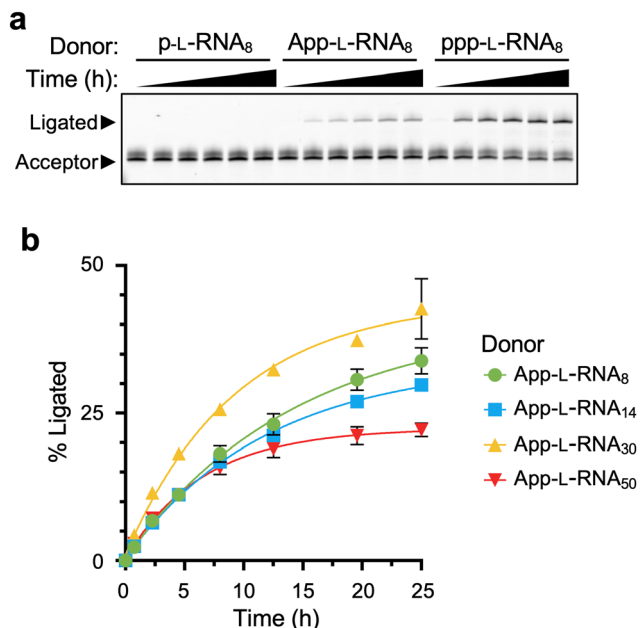 a
Donor: p-L-RNA₈ App-L-RNA₈ ppp-L-RNA₈
Time (h):
Ligated
Acceptor
b
50
25
0
% Ligated
0 5 10 15 20 25
Time (h)
Donor
App-L-RNA₈
App-L-RNA₁₄
App-L-RNA₃₀
App-L-RNA₅₀